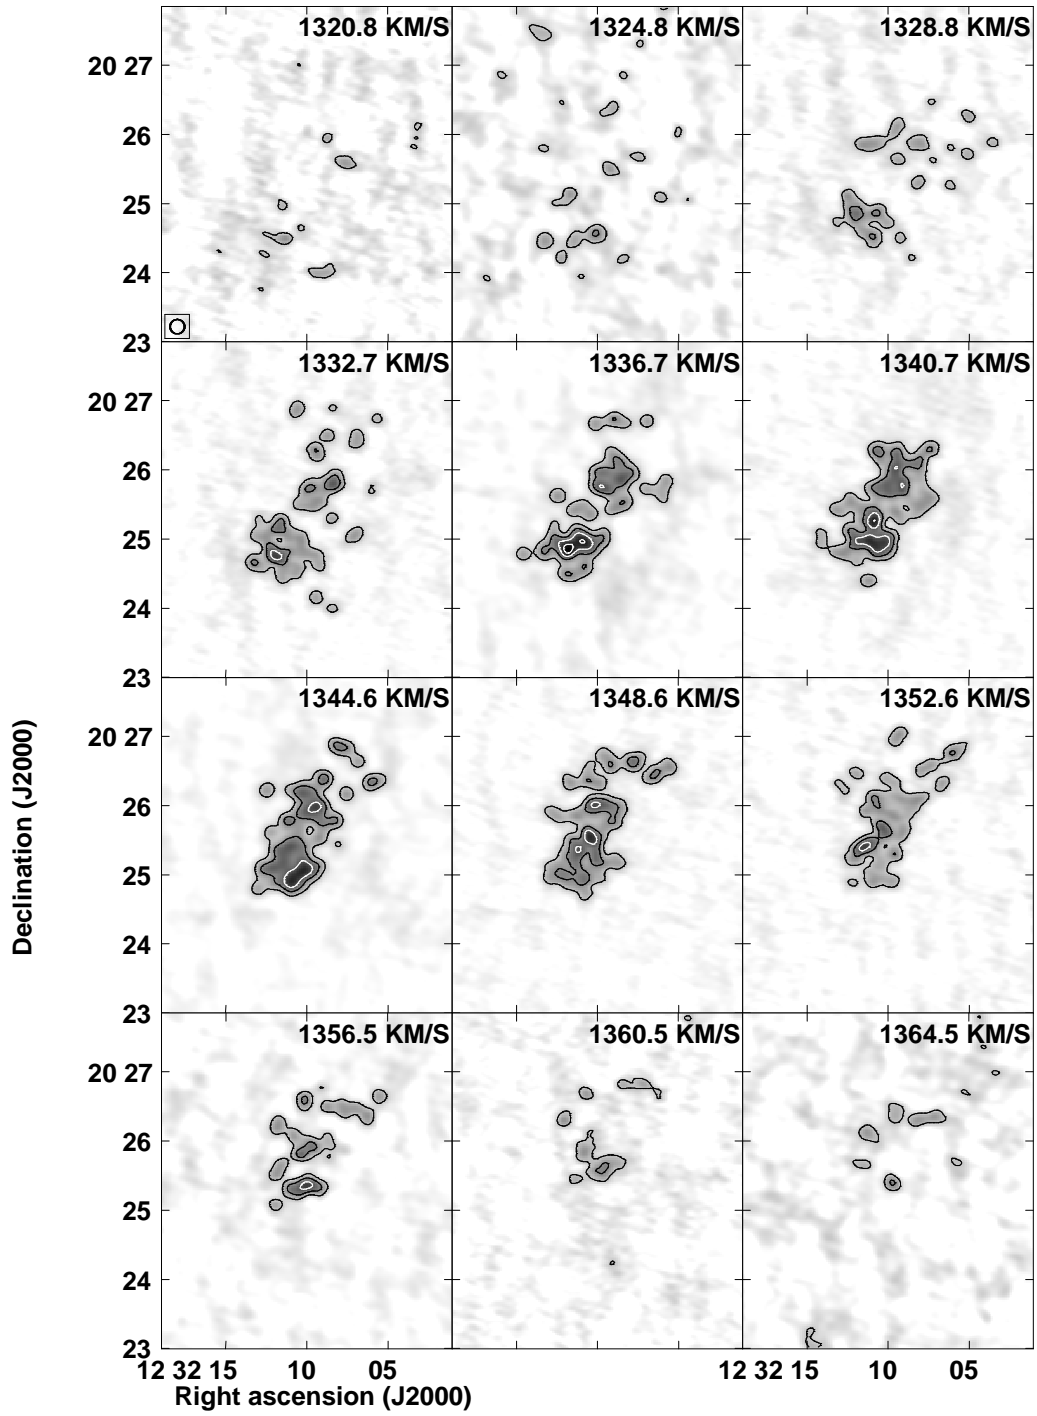 1320.8 KM/S
1324.8 KM/S
1328.8 KM/S
20 27
26
25
24
23
1332.7 KM/S
1336.7 KM/S
1340.7 KM/S
20 27
26
25
24
23
1344.6 KM/S
1348.6 KM/S
1352.6 KM/S
20 27
26
25
24
23
1356.5 KM/S
1360.5 KM/S
1364.5 KM/S
20 27
26
25
24
23
Declination (J2000)
12 32 15 10 05
12 32 15 10 05
Right ascension (J2000)